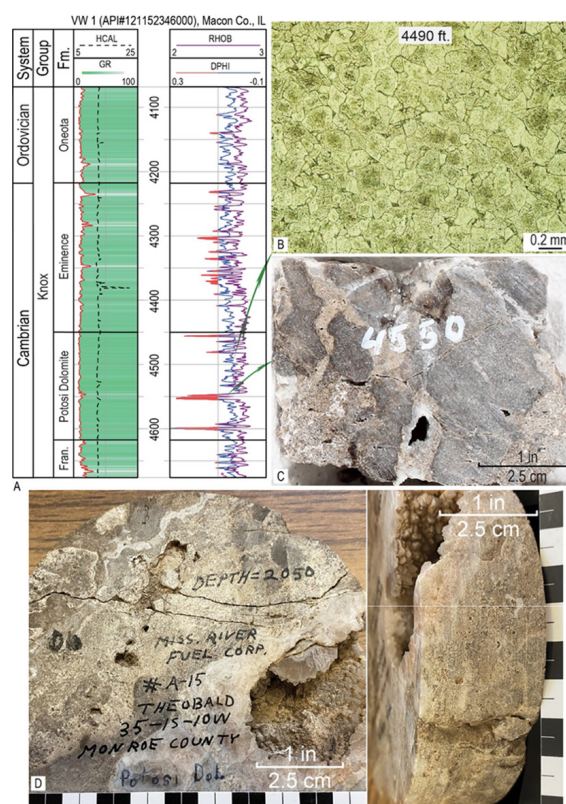 VW 1 (API#121152346000), Macon Co., IL
System
Group
Fm.
5 HCAL 25
GR
0 100
RHOB
2 3
DPHI
0.3 -0.1
Ordovician
Cambrian
Knox
Oneota
Eminence
Potosi Dolomite
Fran.
4100
4200
4300
4400
4500
4600
A
4490 ft.
0.2 mm
B
4550
1 in
2.5 cm
C
DEPTH=2050
MISS. RIVER
FUEL CORP.
#A-15
THEOBALD
35-1S-10W
MONROE COUNTY
Potosi Dol.
1 in
2.5 cm
D
1 in
2.5 cm